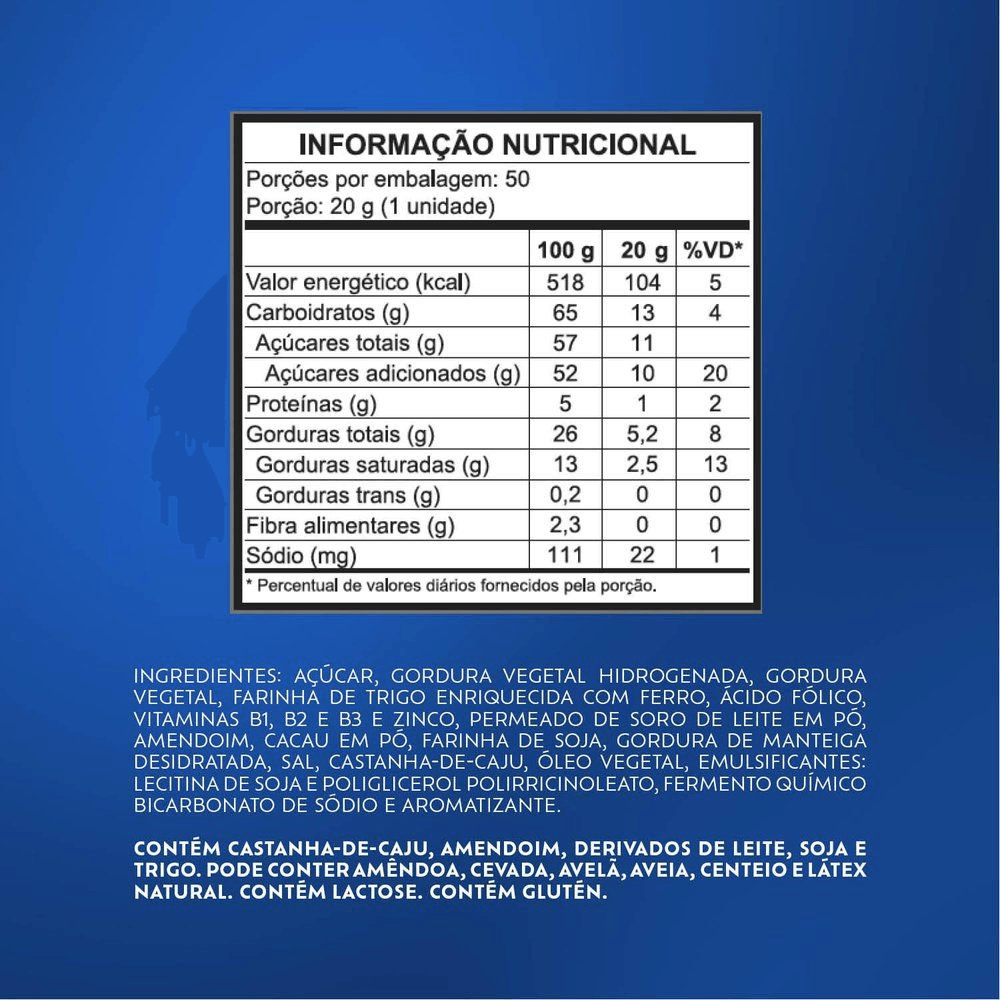 INFORMAÇÃO NUTRICIONAL
Porções por embalagem: 50
Porção: 20 g (1 unidade)
100 g 20 g %VD*
Valor energético (kcal) 518 104 5
Carboidratos (g) 65 13 4
Açúcares totais (g) 57 11
Açúcares adicionados (g) 52 10 20
Proteínas (g) 5 1 2
Gorduras totais (g) 26 5,2 8
Gorduras saturadas (g) 13 2,5 13
Gorduras trans (g) 0,2 0 0
Fibra alimentares (g) 2,3 0 0
Sódio (mg) 111 22 1
* Percentual de valores diários fornecidos pela porção.
INGREDIENTES: AÇÚCAR, GORDURA VEGETAL HIDROGENADA, GORDURA
VEGETAL, FARINHA DE TRIGO ENRIQUECIDA COM FERRO, ÁCIDO FÓLICO,
VITAMINAS B1, B2 E B3 E ZINCO, PERMEADO DE SORO DE LEITE EM PÓ,
AMENDOIM, CACAU EM PÓ, FARINHA DE SOJA, GORDURA DE MANTEIGA
DESIDRATADA, SAL, CASTANHA-DE-CAJU, ÓLEO VEGETAL, EMULSIFICANTES:
LECITINA DE SOJA E POLIGLICEROL POLIRRICINOLEATO, FERMENTO QUÍMICO
BICARBONATO DE SÓDIO E AROMATIZANTE.
CONTÉM CASTANHA-DE-CAJU, AMENDOIM, DERIVADOS DE LEITE, SOJA E
TRIGO. PODE CONTER AMÊNDOA, CEVADA, AVELÃ, AVEIA, CENTEIO E LÁTEX
NATURAL. CONTÉM LACTOSE. CONTÉM GLUTÉN.